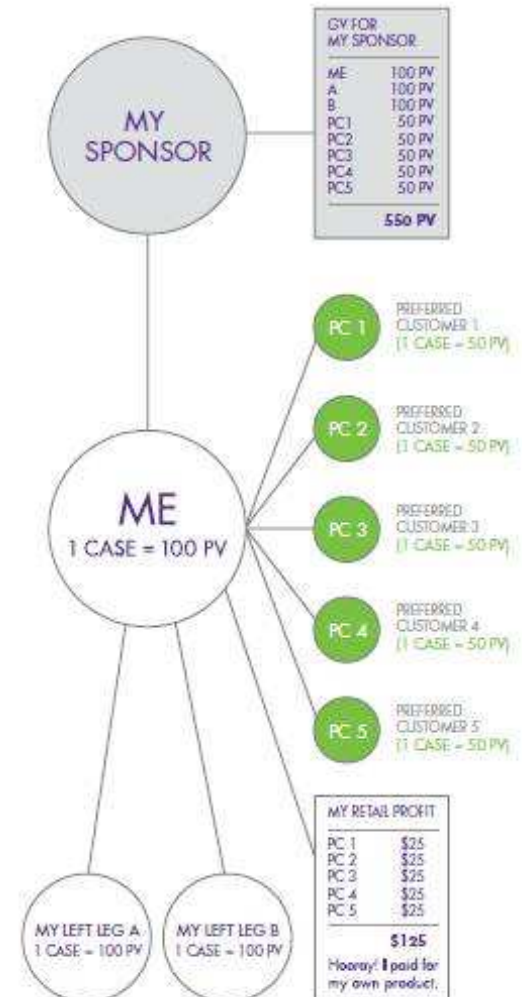 GV FOR
MY SPONSOR
ME 100 PV
A 100 PV
B 100 PV
PC1 50 PV
PC2 50 PV
PC3 50 PV
PC4 50 PV
PC5 50 PV
550 PV
MY
SPONSOR
PC 1
PREFERRED
CUSTOMER 1
(1 CASE = 50 PV)
PC 2
PREFERRED
CUSTOMER 2
(1 CASE = 50 PV)
ME
1 CASE = 100 PV
PC 3
PREFERRED
CUSTOMER 3
(1 CASE = 50 PV)
PC 4
PREFERRED
CUSTOMER 4
(1 CASE = 50 PV)
PC 5
PREFERRED
CUSTOMER 5
(1 CASE = 50 PV)
MY RETAIL PROFIT
PC 1 $25
PC 2 $25
PC 3 $25
PC 4 $25
PC 5 $25
$125
Hooray! I paid for
my own product.
MY LEFT LEG A
1 CASE = 100 PV
MY LEFT LEG B
1 CASE = 100 PV